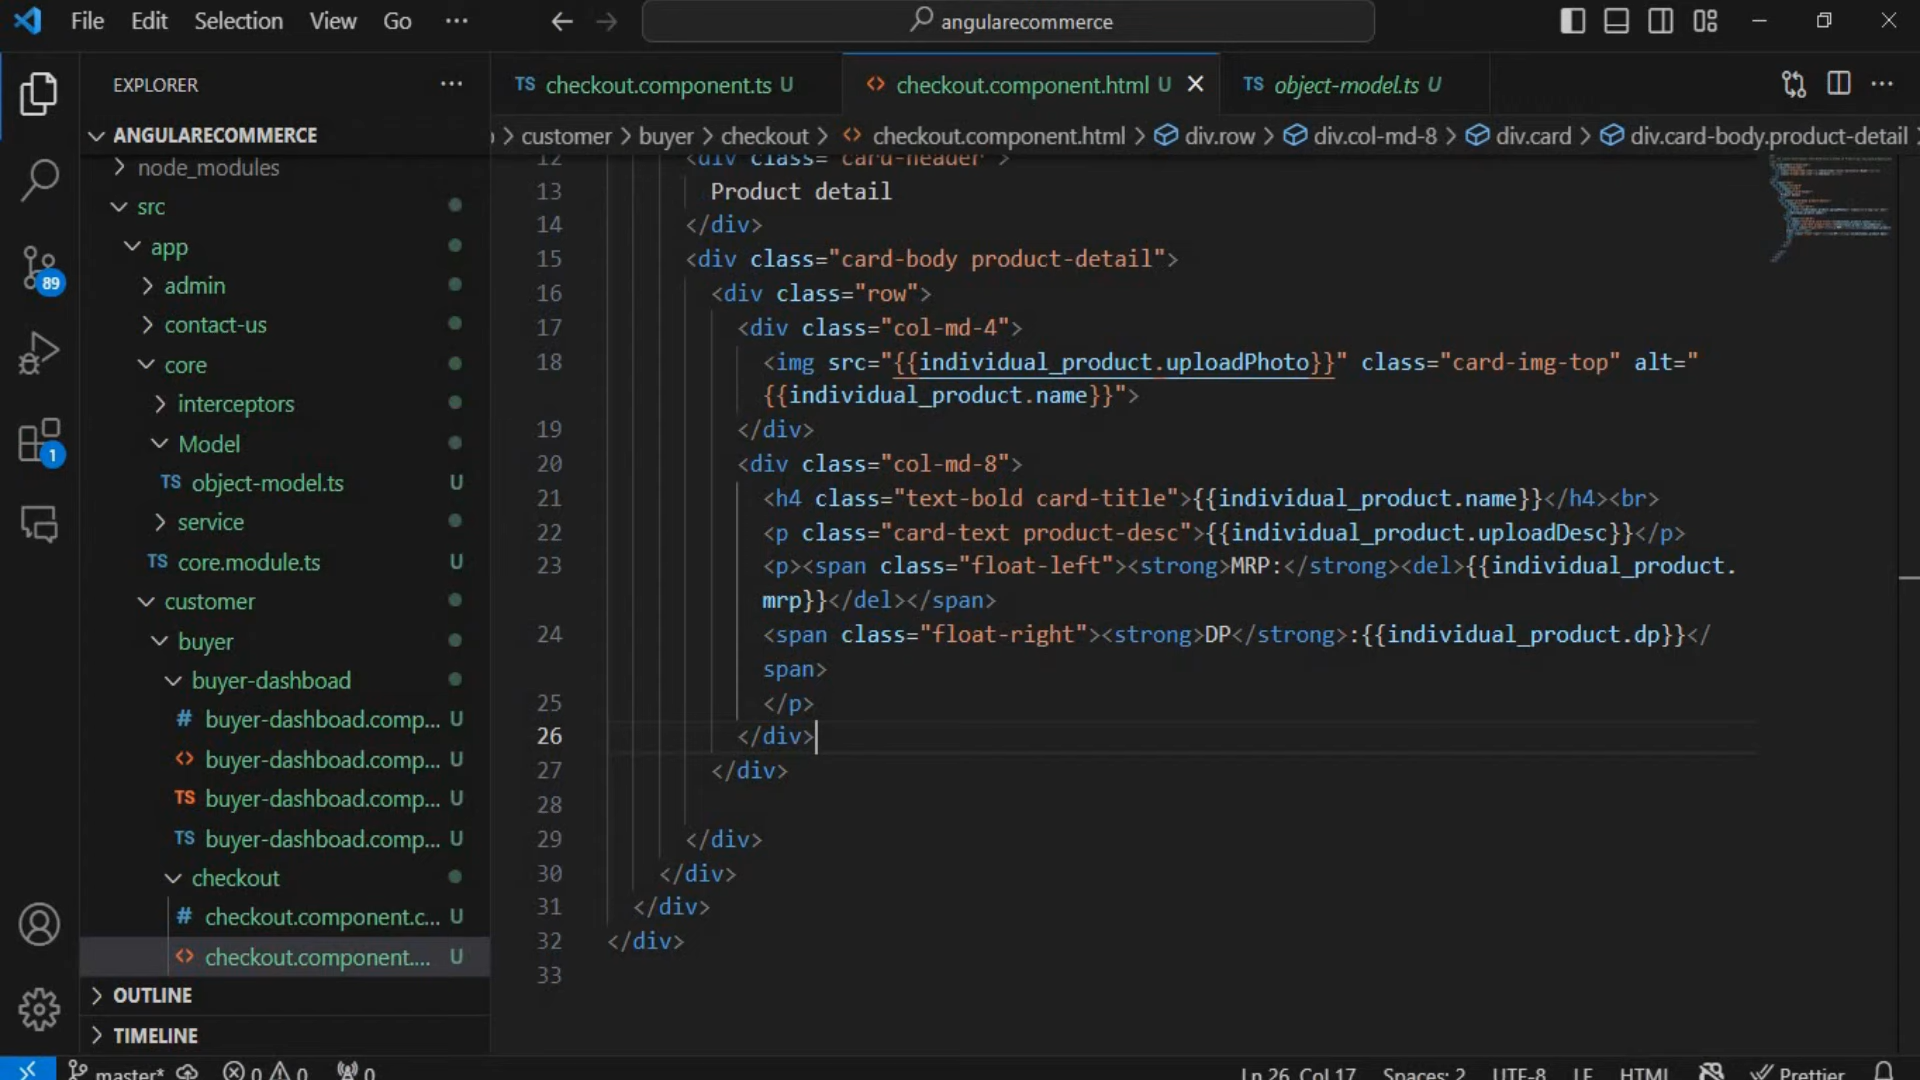 File Edit Selection View Go ··· angularecommerce
EXPLORER ···
TS checkout.component.ts U
<> checkout.component.html U ×
TS object-model.ts U
ANGULARECOMMERCE
> customer > buyer > checkout > <> checkout.component.html > div.row > div.col-md-8 > div.card > div.card-body.product-detail >
node_modules
src
app
admin
contact-us
core
interceptors
Model
TS object-model.ts U
service
TS core.module.ts U
customer
buyer
buyer-dashboad
# buyer-dashboad.comp... U
<> buyer-dashboad.comp... U
TS buyer-dashboad.comp... U
TS buyer-dashboad.comp... U
checkout
# checkout.component.c... U
<> checkout.component.... U
OUTLINE
TIMELINE
89
1
12 <div class="card-header">
13 Product detail
14 </div>
15 <div class="card-body product-detail">
16 <div class="row">
17 <div class="col-md-4">
18 <img src="{{individual_product.uploadPhoto}}" class="card-img-top" alt="
{{individual_product.name}}">
19 </div>
20 <div class="col-md-8">
21 <h4 class="text-bold card-title">{{individual_product.name}}</h4><br>
22 <p class="card-text product-desc">{{individual_product.uploadDesc}}</p>
23 <p><span class="float-left"><strong>MRP:</strong><del>{{individual_product.
mrp}}</del></span>
24 <span class="float-right"><strong>DP</strong>:{{individual_product.dp}}</
span>
25 </p>
26 </div>
27 </div>
28
29 </div>
30 </div>
31 </div>
32 </div>
33
master* 0 0 0 Ln 26, Col 17 Spaces: 2 UTF-8 LF HTML Prettier